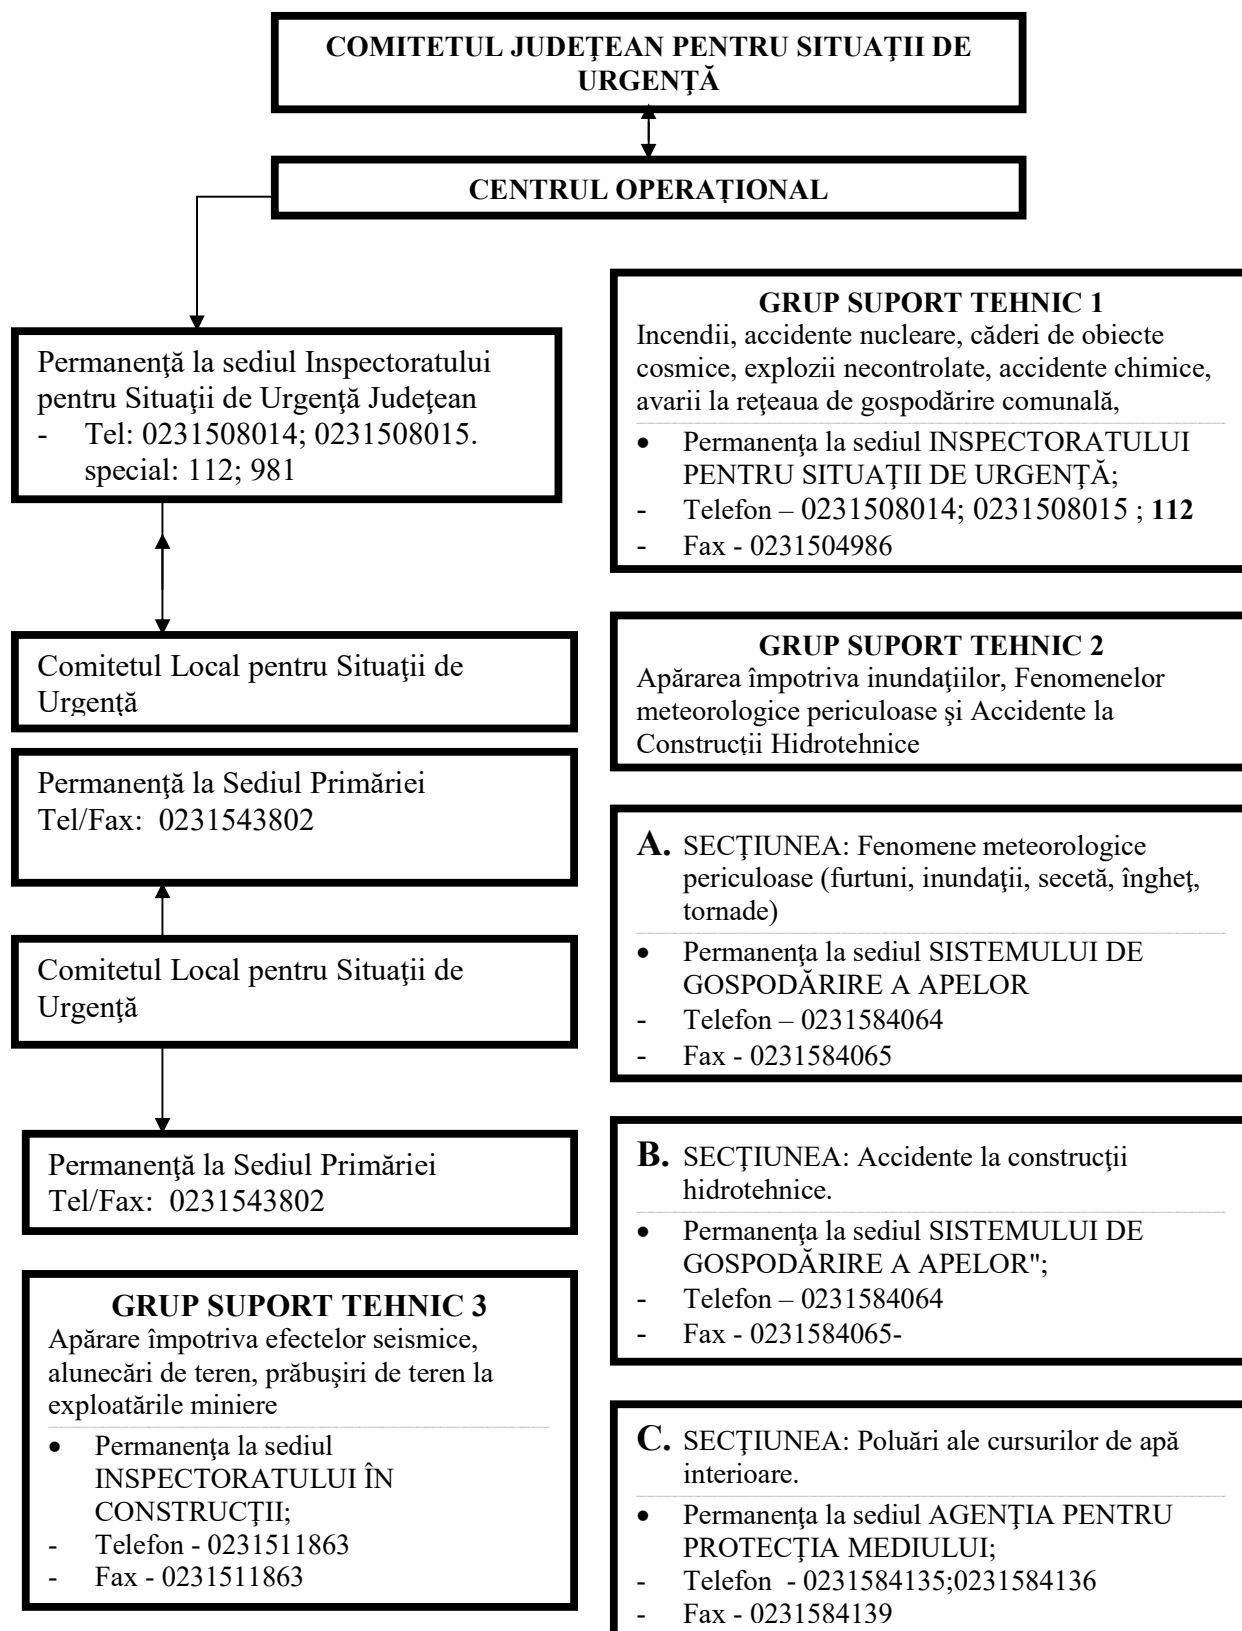 COMITETUL JUDEŢEAN PENTRU SITUAŢII DE
URGENŢĂ
CENTRUL OPERAŢIONAL
Permanenţă la sediul Inspectoratului
pentru Situaţii de Urgenţă Judeţean
- Tel: 0231508014; 0231508015.
special: 112; 981
Comitetul Local pentru Situaţii de
Urgenţă
Permanenţă la Sediul Primăriei
Tel/Fax: 0231543802
Comitetul Local pentru Situaţii de
Urgenţă
Permanenţă la Sediul Primăriei
Tel/Fax: 0231543802
GRUP SUPORT TEHNIC 3
Apărare împotriva efectelor seismice,
alunecări de teren, prăbuşiri de teren la
exploatările miniere
• Permanenţa la sediul
INSPECTORATULUI ÎN
CONSTRUCŢII;
- Telefon - 0231511863
- Fax - 0231511863
GRUP SUPORT TEHNIC 1
Incendii, accidente nucleare, căderi de obiecte
cosmice, explozii necontrolate, accidente chimice,
avarii la reţeaua de gospodărire comunală,
• Permanenţa la sediul INSPECTORATULUI
PENTRU SITUAŢII DE URGENŢĂ;
- Telefon – 0231508014; 0231508015 ; 112
- Fax - 0231504986
GRUP SUPORT TEHNIC 2
Apărarea împotriva inundaţiilor, Fenomenelor
meteorologice periculoase şi Accidente la
Construcţii Hidrotehnice
A. SECŢIUNEA: Fenomene meteorologice
periculoase (furtuni, inundaţii, secetă, îngheţ,
tornade)
• Permanenţa la sediul SISTEMULUI DE
GOSPODĂRIRE A APELOR
- Telefon – 0231584064
- Fax - 0231584065
B. SECŢIUNEA: Accidente la construcţii
hidrotehnice.
• Permanenţa la sediul SISTEMULUI DE
GOSPODĂRIRE A APELOR";
- Telefon – 0231584064
- Fax - 0231584065-
C. SECŢIUNEA: Poluări ale cursurilor de apă
interioare.
• Permanenţa la sediul AGENŢIA PENTRU
PROTECŢIA MEDIULUI;
- Telefon - 0231584135;0231584136
- Fax - 0231584139